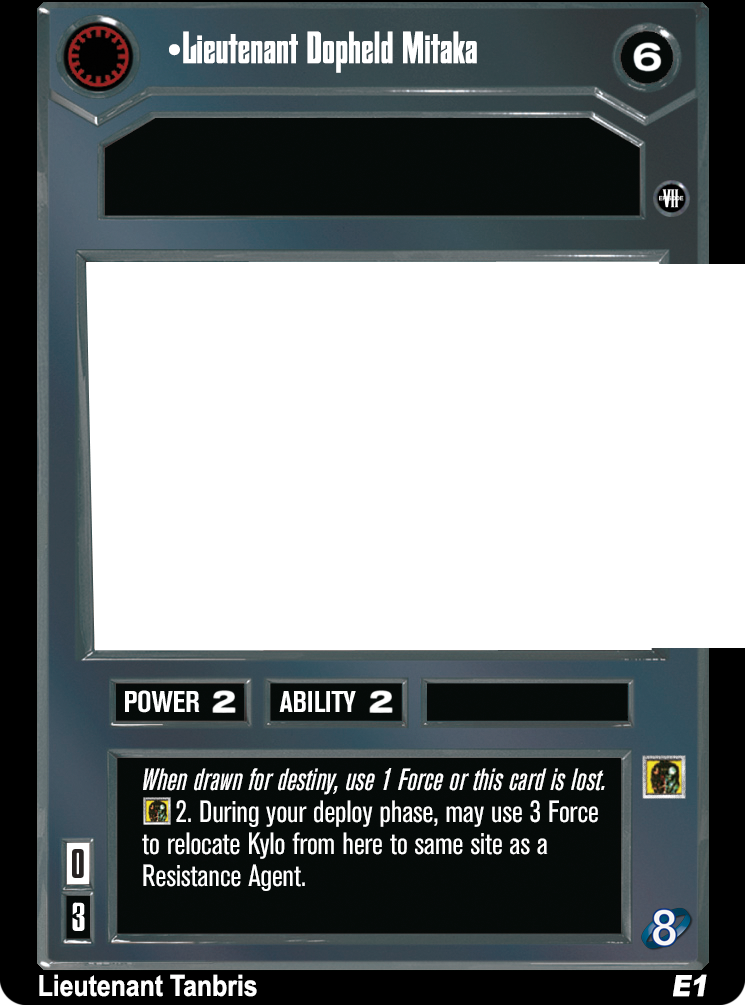 •Lieutenant Dopheld Mitaka
6
EPISODE VII
POWER 2
ABILITY 2
When drawn for destiny, use 1 Force or this card is lost.
2. During your deploy phase, may use 3 Force
to relocate Kylo from here to same site as a
Resistance Agent.
0
3
8
Lieutenant Tanbris
E1